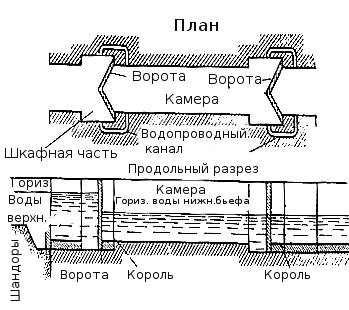 План
Ворота
Ворота
Камера
Водопроводный
канал
Шкафная часть
Продольный разрез
Гориз.
Воды
верхн.
Камера
Гориз. воды нижн.бьефа
Шандоры
Ворота
Король
Король